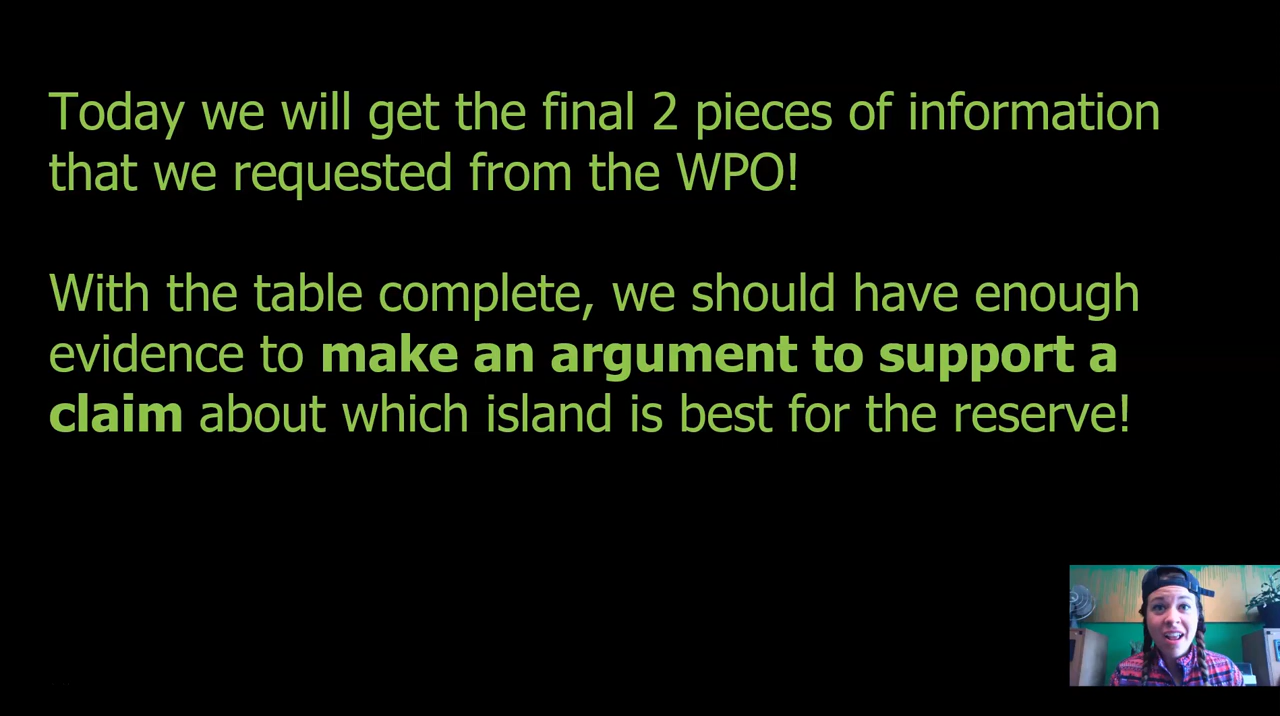 Today we will get the final 2 pieces of information
that we requested from the WPO!
With the table complete, we should have enough
evidence to make an argument to support a
claim about which island is best for the reserve!